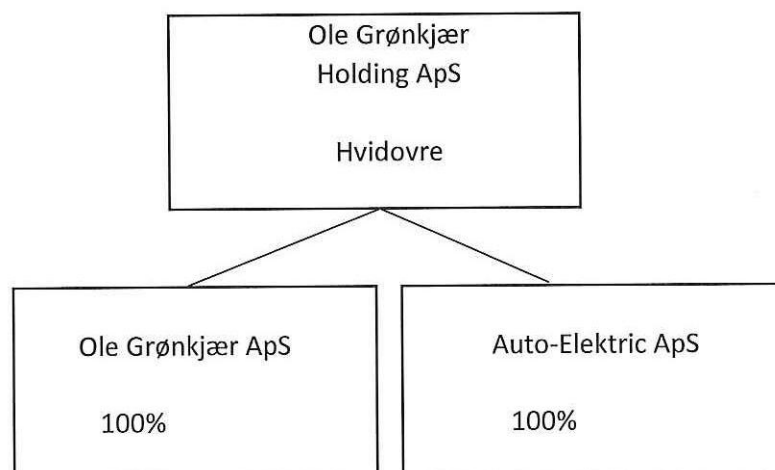 Ole Grønkjær
Holding ApS
Hvidovre
Ole Grønkjær ApS
100%
Auto-Elektric ApS
100%